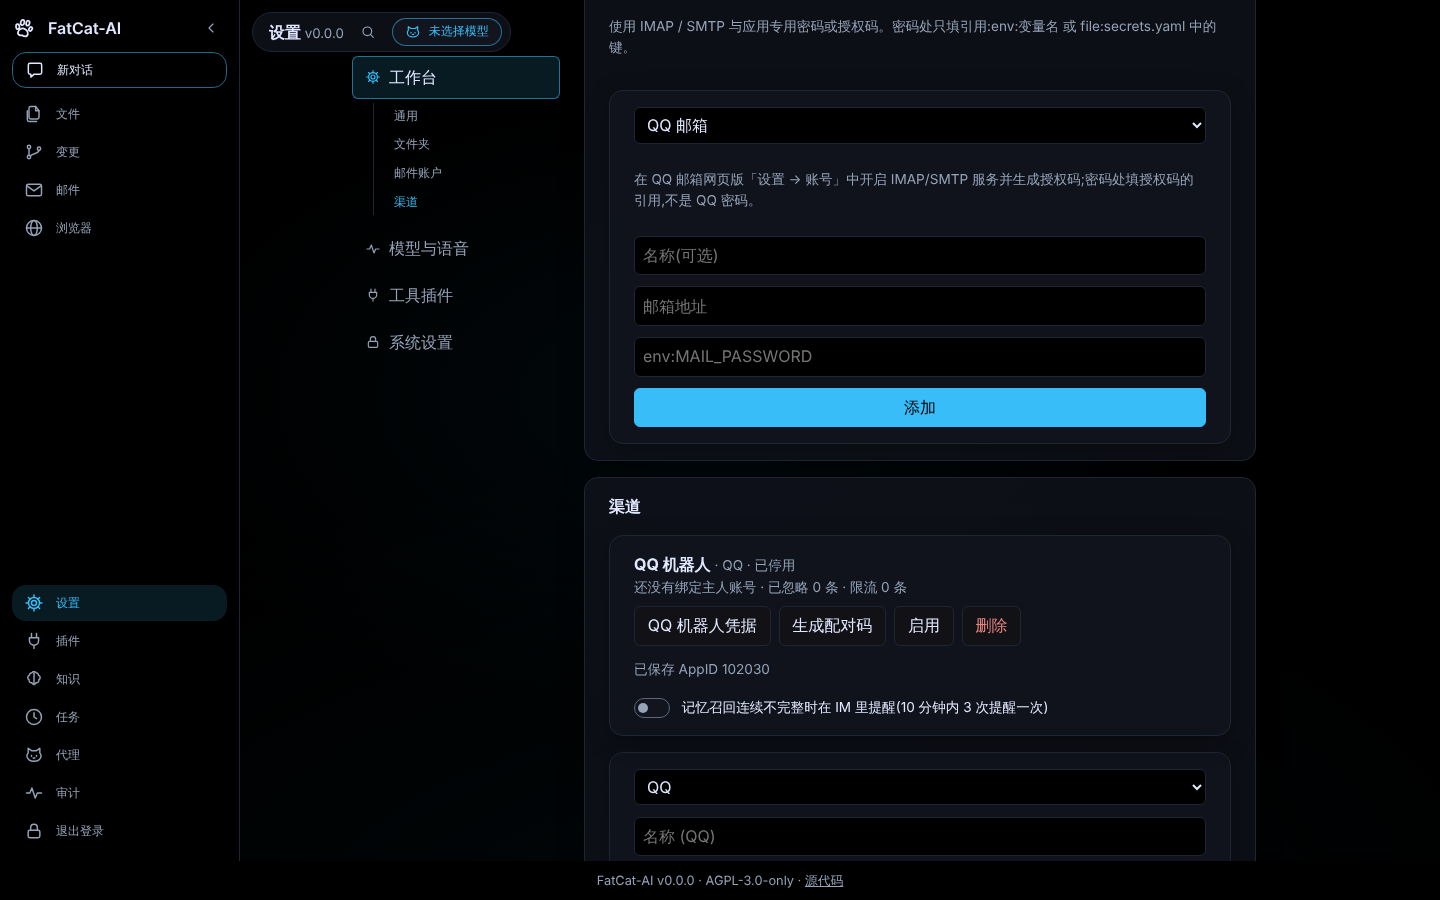 FatCat-AI
新对话
文件
变更
邮件
浏览器
设置
插件
知识
任务
代理
审计
退出登录
设置 v0.0.0
未选择模型
工作台
通用
文件夹
邮件账户
渠道
模型与语音
工具插件
系统设置
使用 IMAP / SMTP 与应用专用密码或授权码。密码处只填引用:env:变量名 或 file:secrets.yaml 中的
键。
QQ 邮箱
在 QQ 邮箱网页版「设置 → 账号」中开启 IMAP/SMTP 服务并生成授权码;密码处填授权码的
引用,不是 QQ 密码。
名称(可选)
邮箱地址
env:MAIL_PASSWORD
添加
渠道
QQ 机器人 · QQ · 已停用
还没有绑定主人账号 · 已忽略 0 条 · 限流 0 条
QQ 机器人凭据
生成配对码
启用
删除
已保存 AppID 102030
记忆召回连续不完整时在 IM 里提醒(10 分钟内 3 次提醒一次)
QQ
名称 (QQ)
FatCat-AI v0.0.0 · AGPL-3.0-only · 源代码